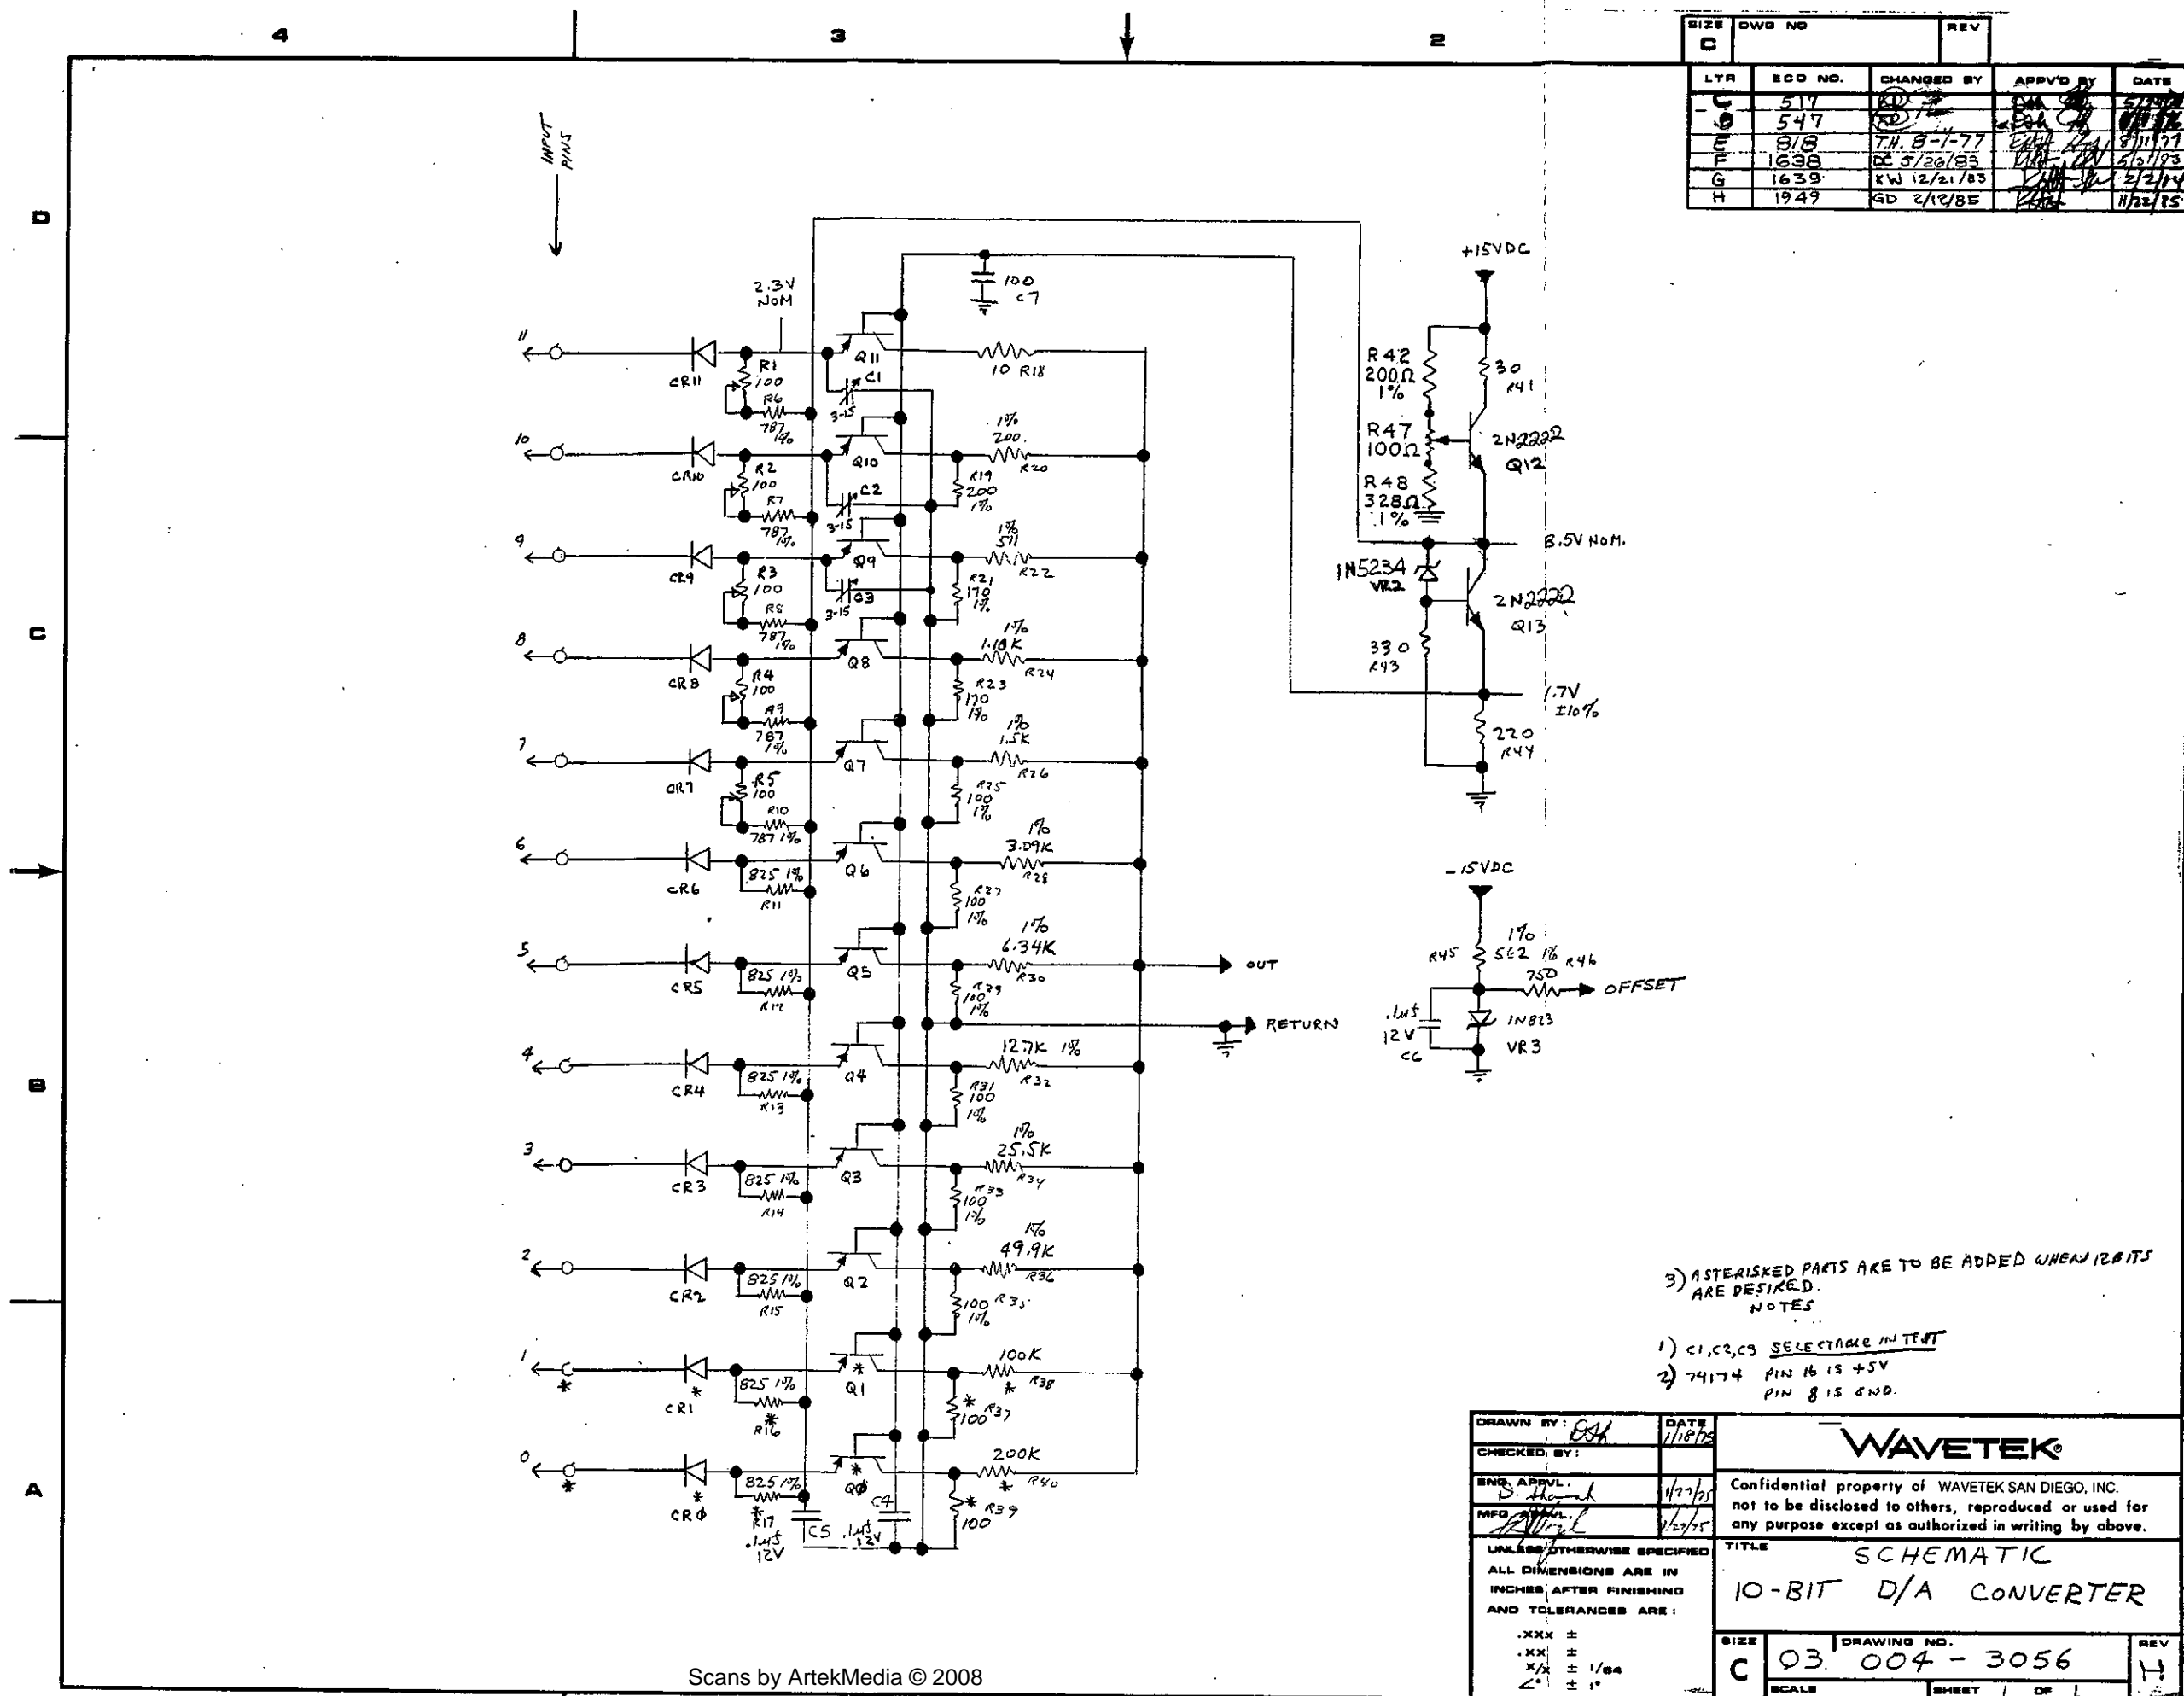 4
3
2
SIZE
DWG NO
REV
C
LTR ECO NO. CHANGED BY APPV'D BY DATE
C 517
547
E 818 T.H. 8-1-77
F 1638 DC 5/26/83
G 1639 KW 12/21/83
H 1949 GD 2/12/85 11/22/85
D
C
B
A
INPUT
PINS
2.3V
NOM
100
C7
11
CR11
R1
100
R6
787
1%
Q11
C1
3-15
10 R18
10
CR10
R2
100
R7
787
1%
Q10
C2
3-15
R19
200
1%
1%
200
R20
9
CR9
R3
100
R8
787
1%
Q9
C3
3-15
R21
170
1%
1%
511
R22
8
CR8
R4
100
R9
787
1%
Q8
R23
170
1%
1%
1.18K
R24
7
CR7
R5
100
R10
787 1%
Q7
R25
100
1%
1%
1.5K
R26
6
CR6
825 1%
R11
Q6
R27
100
1%
1%
3.09K
R28
5
CR5
825 1%
R12
Q5
R29
100
1%
1%
6.34K
R30
OUT
RETURN
4
CR4
825 1%
R13
Q4
R31
100
1%
12.7K 1%
R32
3
CR3
825 1%
R14
Q3
R33
100
1%
1%
25.5K
R34
2
CR2
825 1%
R15
Q2
100 R35
1%
1%
49.9K
R36
1
*
CR1 *
825 1%
*
R16
*
Q1
*
100 R37
100K
* R38
0
*
*
CRØ
825 1%
*
R17
*
QØ
* R39
100
200K
* R40
C5
.1uf
12V
C4
.1uf
12V
+15VDC
R42
200Ω
1%
30
R41
R47
100Ω
2N2222
Q12
R48
328Ω
.1%
8.5V NOM.
1N5234
VR2
2N2222
Q13
330
R43
1.7V
±10%
220
R44
-15VDC
R45
1%
562 1%
750 R46
OFFSET
.1uf
12V
C6
1N823
VR3
3) ASTERISKED PARTS ARE TO BE ADDED WHEN 12BITS
ARE DESIRED.
NOTES
1) C1,C2,C3 SELECTABLE IN TEST
2) 74174 PIN 16 IS +5V
PIN 8 IS GND.
DRAWN BY:
DATE
1/18/75
CHECKED BY:
ENG. APPVL.
1/27/75
MFG APPVL.
1/27/75
WAVETEK®
Confidential property of WAVETEK SAN DIEGO, INC.
not to be disclosed to others, reproduced or used for
any purpose except as authorized in writing by above.
UNLESS OTHERWISE SPECIFIED
ALL DIMENSIONS ARE IN
INCHES AFTER FINISHING
AND TOLERANCES ARE:
.XXX ±
.XX ±
X/X ± 1/64
∠° ± 1°
TITLE
SCHEMATIC
10-BIT D/A CONVERTER
SIZE
C
DRAWING NO.
03 004 - 3056
REV
H
SCALE
SHEET 1 OF 1
Scans by ArtekMedia © 2008